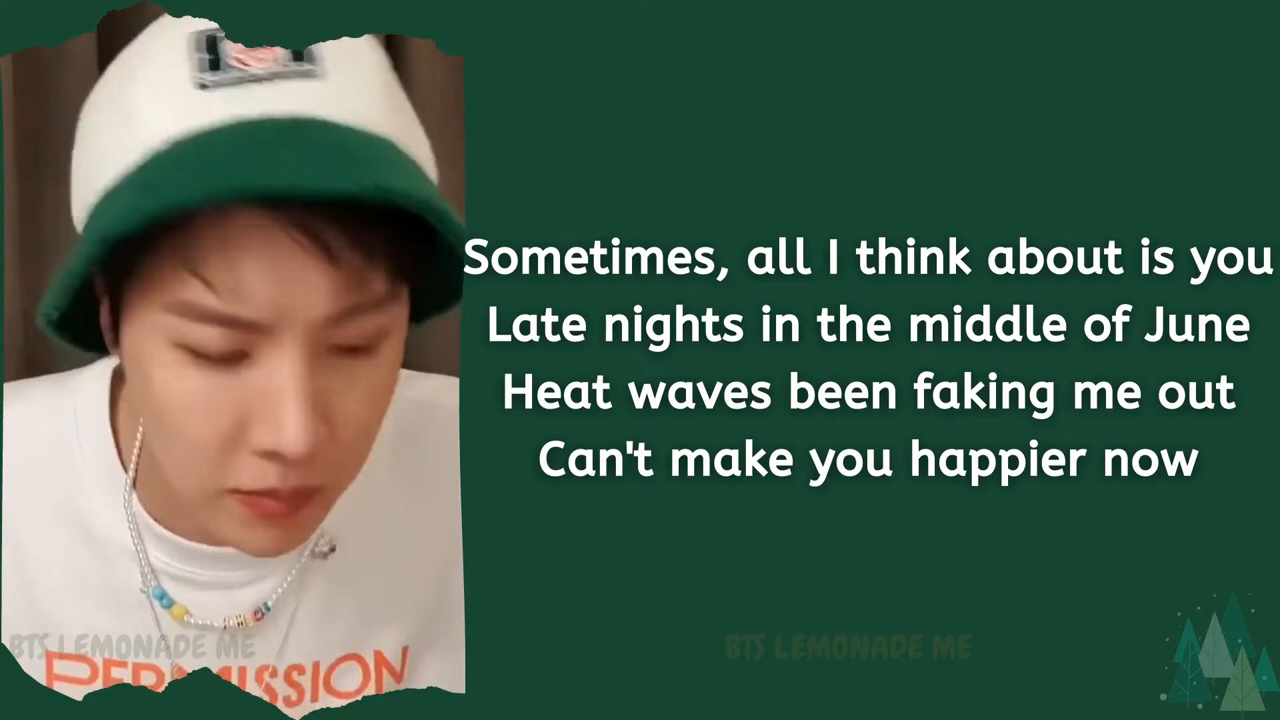 Sometimes, all I think about is you
Late nights in the middle of June
Heat waves been faking me out
Can't make you happier now
BTS LEMONADE ME
PERMISSION
BTS LEMONADE ME